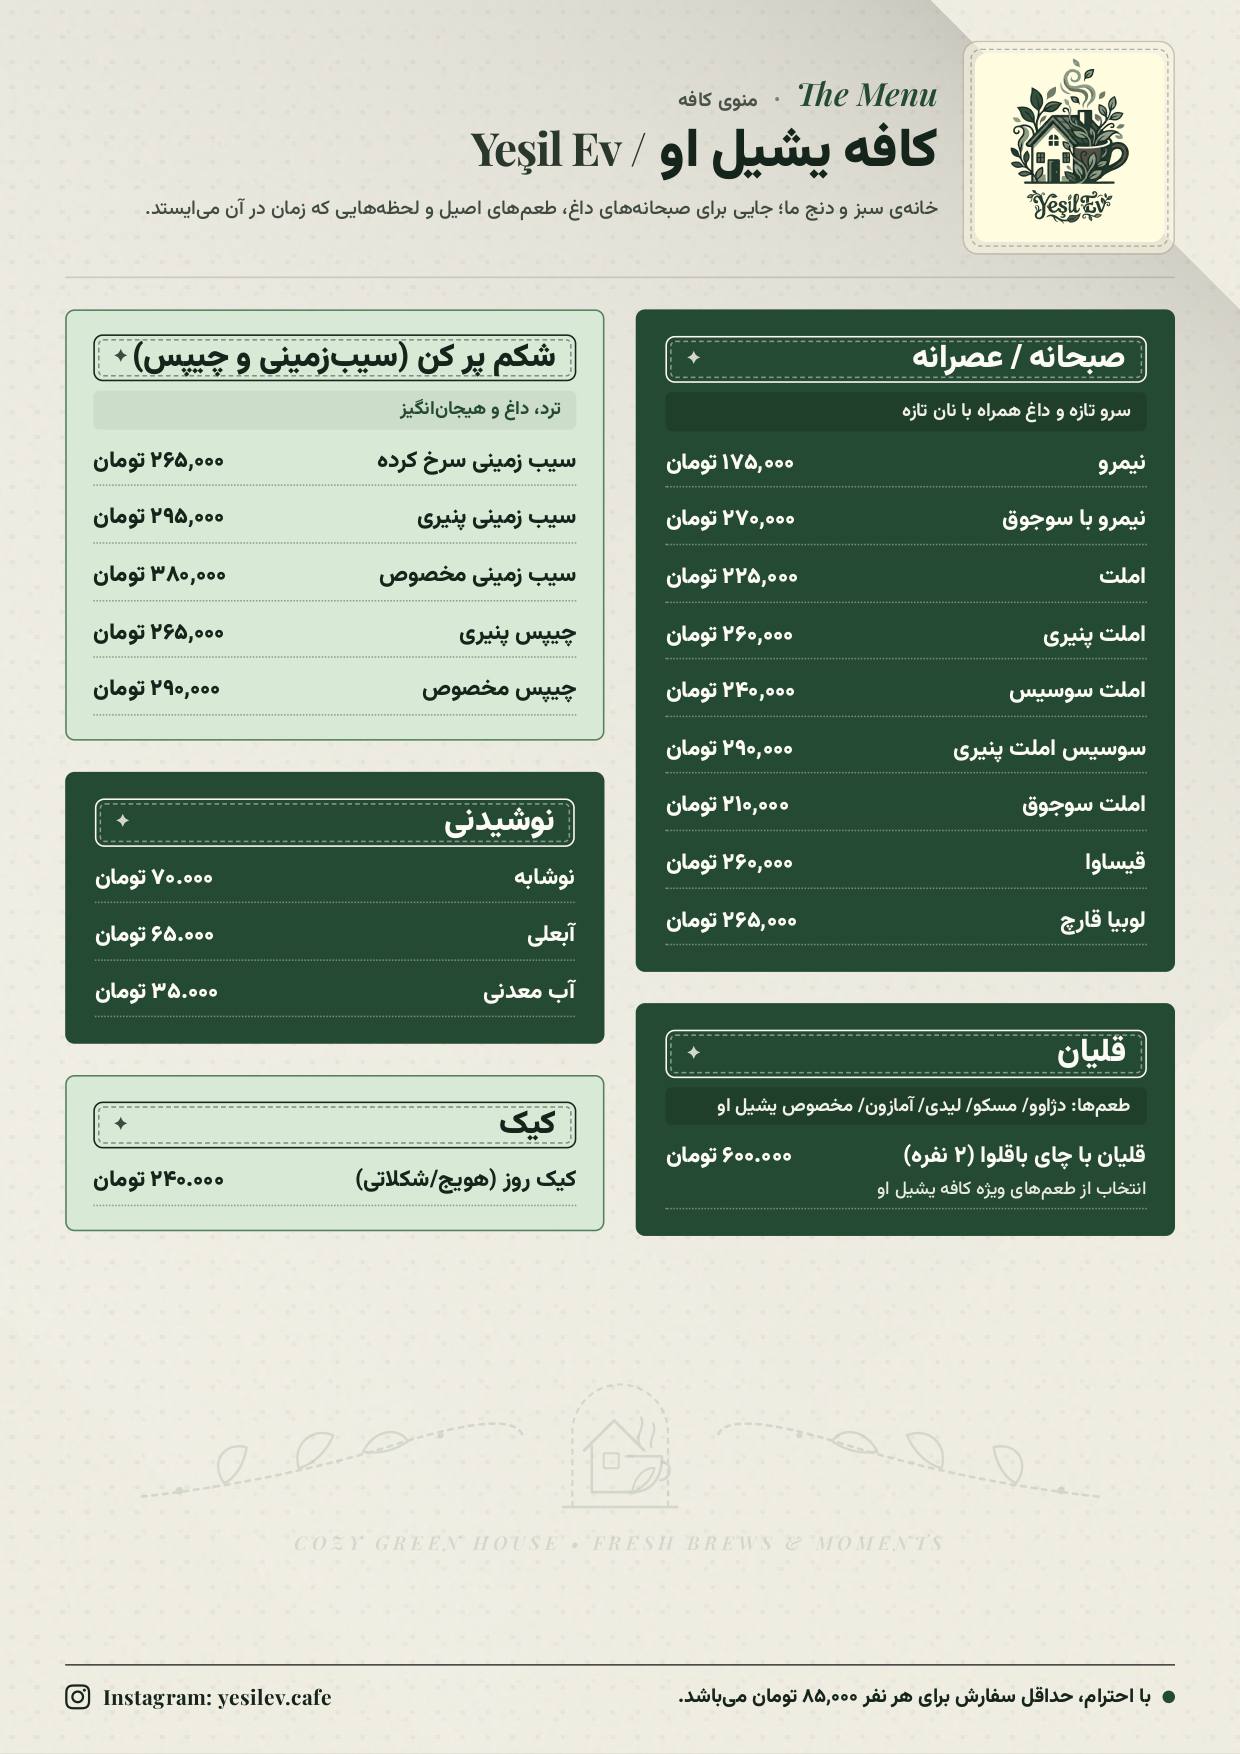 The Menu · منوی کافه
کافه یشیل او / Yeşil Ev
خانه‌ی سبز و دنج ما؛ جایی برای صبحانه‌های داغ، طعم‌های اصیل و لحظه‌هایی که زمان در آن می‌ایستد.
Yeşil Ev
صبحانه / عصرانه
سرو تازه و داغ همراه با نان تازه
نیمرو ۱۷۵,۰۰۰ تومان
نیمرو با سوجوق ۲۷۰,۰۰۰ تومان
املت ۲۲۵,۰۰۰ تومان
املت پنیری ۲۶۰,۰۰۰ تومان
املت سوسیس ۲۴۰,۰۰۰ تومان
سوسیس املت پنیری ۲۹۰,۰۰۰ تومان
املت سوجوق ۲۱۰,۰۰۰ تومان
قیساوا ۲۶۰,۰۰۰ تومان
لوبیا قارچ ۲۶۵,۰۰۰ تومان
قلیان
طعم‌ها: دژاوو/ مسکو/ لیدی/ آمازون/ مخصوص یشیل او
قلیان با چای باقلوا (۲ نفره) ۶۰۰.۰۰۰ تومان
انتخاب از طعم‌های ویژه کافه یشیل او
شکم پر کن (سیب‌زمینی و چیپس)
ترد، داغ و هیجان‌انگیز
سیب زمینی سرخ کرده ۲۶۵,۰۰۰ تومان
سیب زمینی پنیری ۲۹۵,۰۰۰ تومان
سیب زمینی مخصوص ۳۸۰,۰۰۰ تومان
چیپس پنیری ۲۶۵,۰۰۰ تومان
چیپس مخصوص ۲۹۰,۰۰۰ تومان
نوشیدنی
نوشابه ۷۰.۰۰۰ تومان
آبعلی ۶۵.۰۰۰ تومان
آب معدنی ۳۵.۰۰۰ تومان
کیک
کیک روز (هویج/شکلاتی) ۲۴۰.۰۰۰ تومان
COZY GREEN HOUSE • FRESH BREWS & MOMENTS
با احترام، حداقل سفارش برای هر نفر ۸۵,۰۰۰ تومان می‌باشد.
Instagram: yesilev.cafe